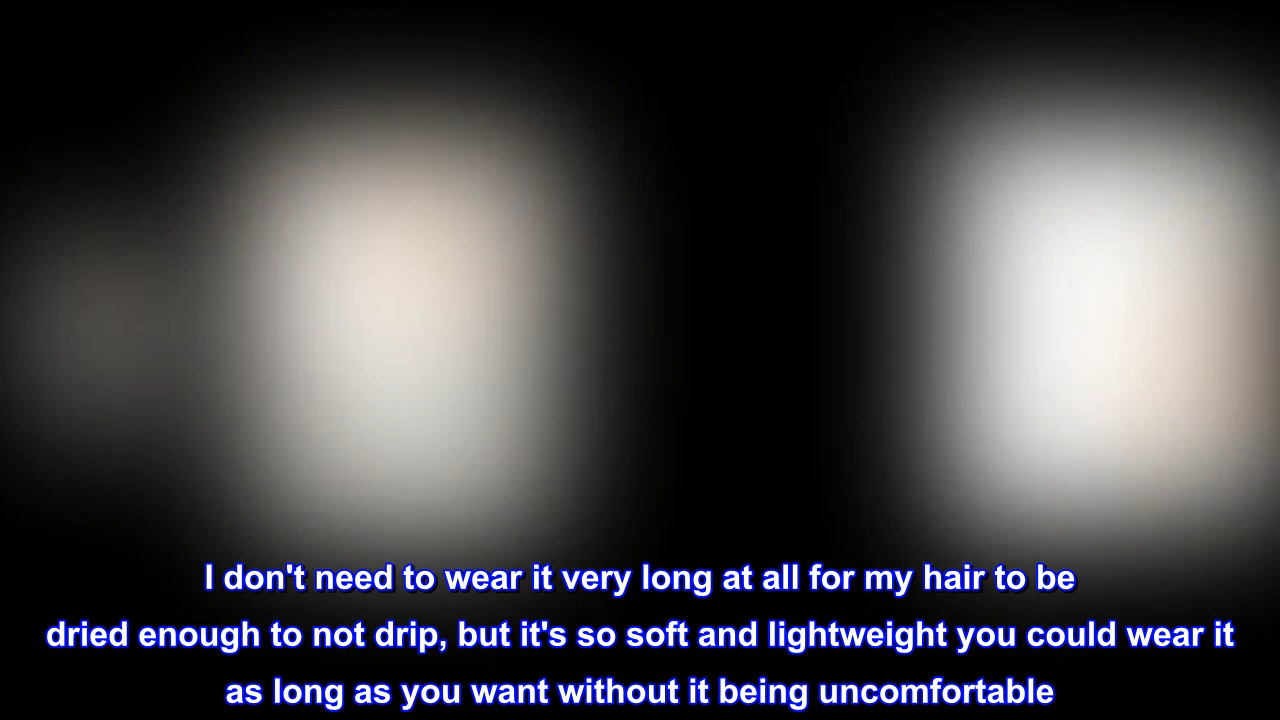 I don't need to wear it very long at all for my hair to be
dried enough to not drip, but it's so soft and lightweight you could wear it
as long as you want without it being uncomfortable